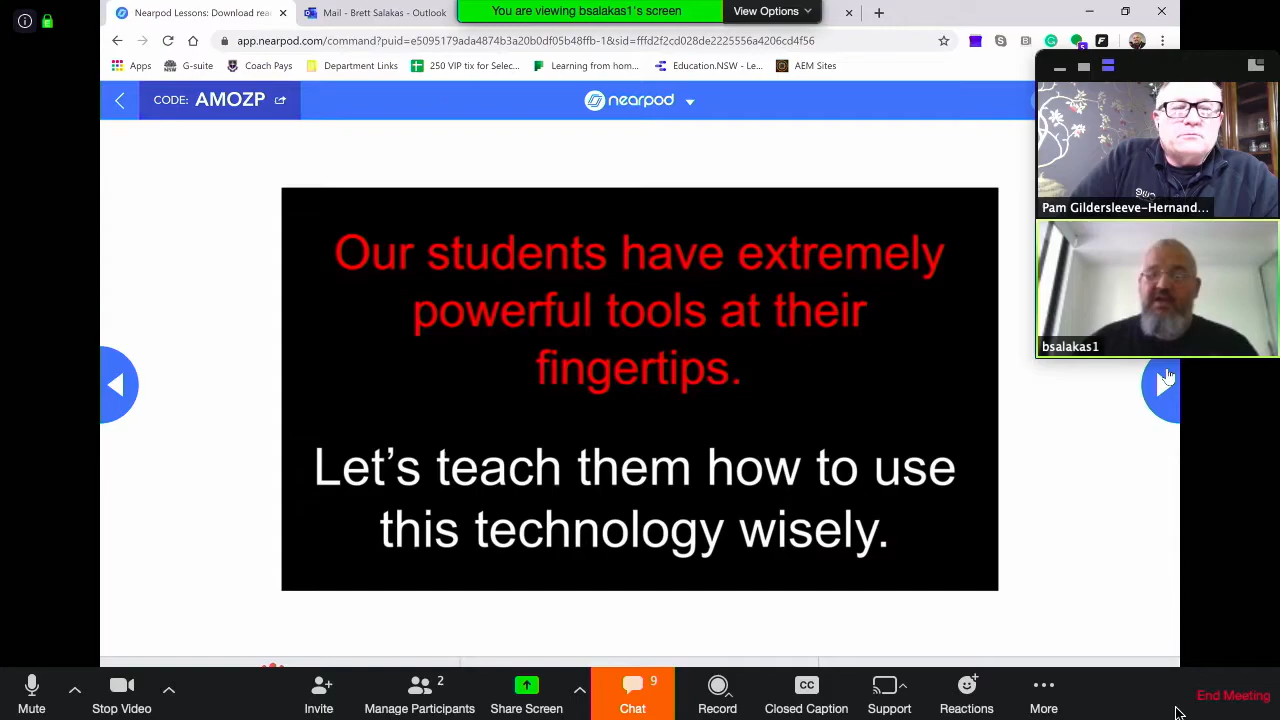 Nearpod Lessons: Download rea
Mail - Brett Salakas - Outlook
You are viewing bsalakas1's screen
View Options
app.nearpod.com/command?uid=e5095179ada4874b3a20b0df05b48ffb-1&sid=fffd2f2cd028de2225556a4206cd4f56
Apps
G-suite
Coach Pays
Department Links
250 VIP tix for Selec...
Learning from hom...
Education.NSW - Le...
AEM Sites
CODE: AMOZP
nearpod
Pam Gildersleeve-Hernand...
bsalakas1
Our students have extremely
powerful tools at their
fingertips.
Let's teach them how to use
this technology wisely.
Mute
Stop Video
Invite
2
Manage Participants
Share Screen
9
Chat
Record
CC
Closed Caption
Support
Reactions
More
End Meeting